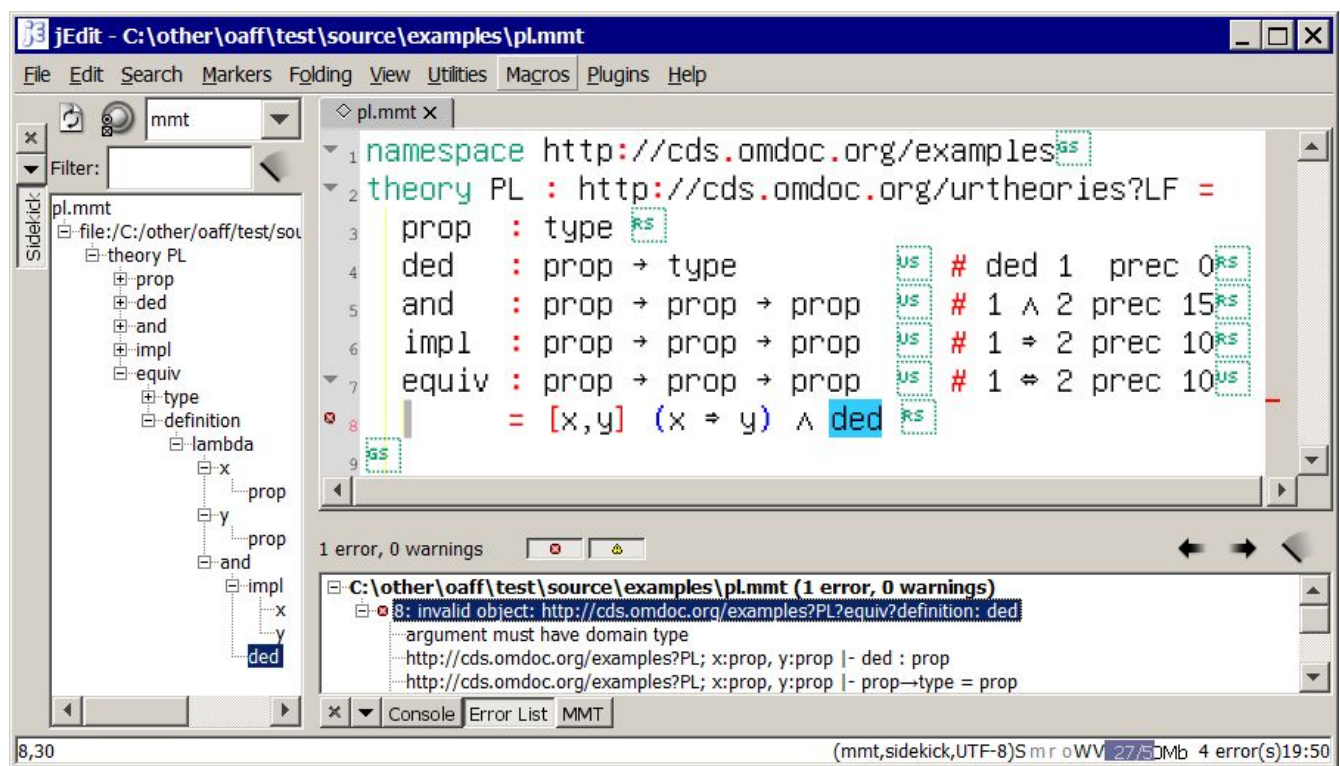 jEdit - C:\other\oaff\test\source\examples\pl.mmt
File Edit Search Markers Folding View Utilities Macros Plugins Help
mmt
Filter:
Sidekick
pl.mmt
file:/C:/other/oaff/test/sou
theory PL
prop
ded
and
impl
equiv
type
definition
lambda
x
prop
y
prop
and
impl
x
y
ded
pl.mmt
1 namespace http://cds.omdoc.org/examples GS
2 theory PL : http://cds.omdoc.org/urtheories?LF =
3 prop : type RS
4 ded : prop → type US # ded 1 prec 0 RS
5 and : prop → prop → prop US # 1 ∧ 2 prec 15 RS
6 impl : prop → prop → prop US # 1 ⇒ 2 prec 10 RS
7 equiv : prop → prop → prop US # 1 ⇔ 2 prec 10 US
8 = [x,y] (x ⇒ y) ∧ ded RS
9 GS
1 error, 0 warnings
C:\other\oaff\test\source\examples\pl.mmt (1 error, 0 warnings)
8: invalid object: http://cds.omdoc.org/examples?PL?equiv?definition: ded
argument must have domain type
http://cds.omdoc.org/examples?PL; x:prop, y:prop |- ded : prop
http://cds.omdoc.org/examples?PL; x:prop, y:prop |- prop→type = prop
Console Error List MMT
8,30
(mmt,sidekick,UTF-8)S m r o W V 27/50Mb 4 error(s)19:50